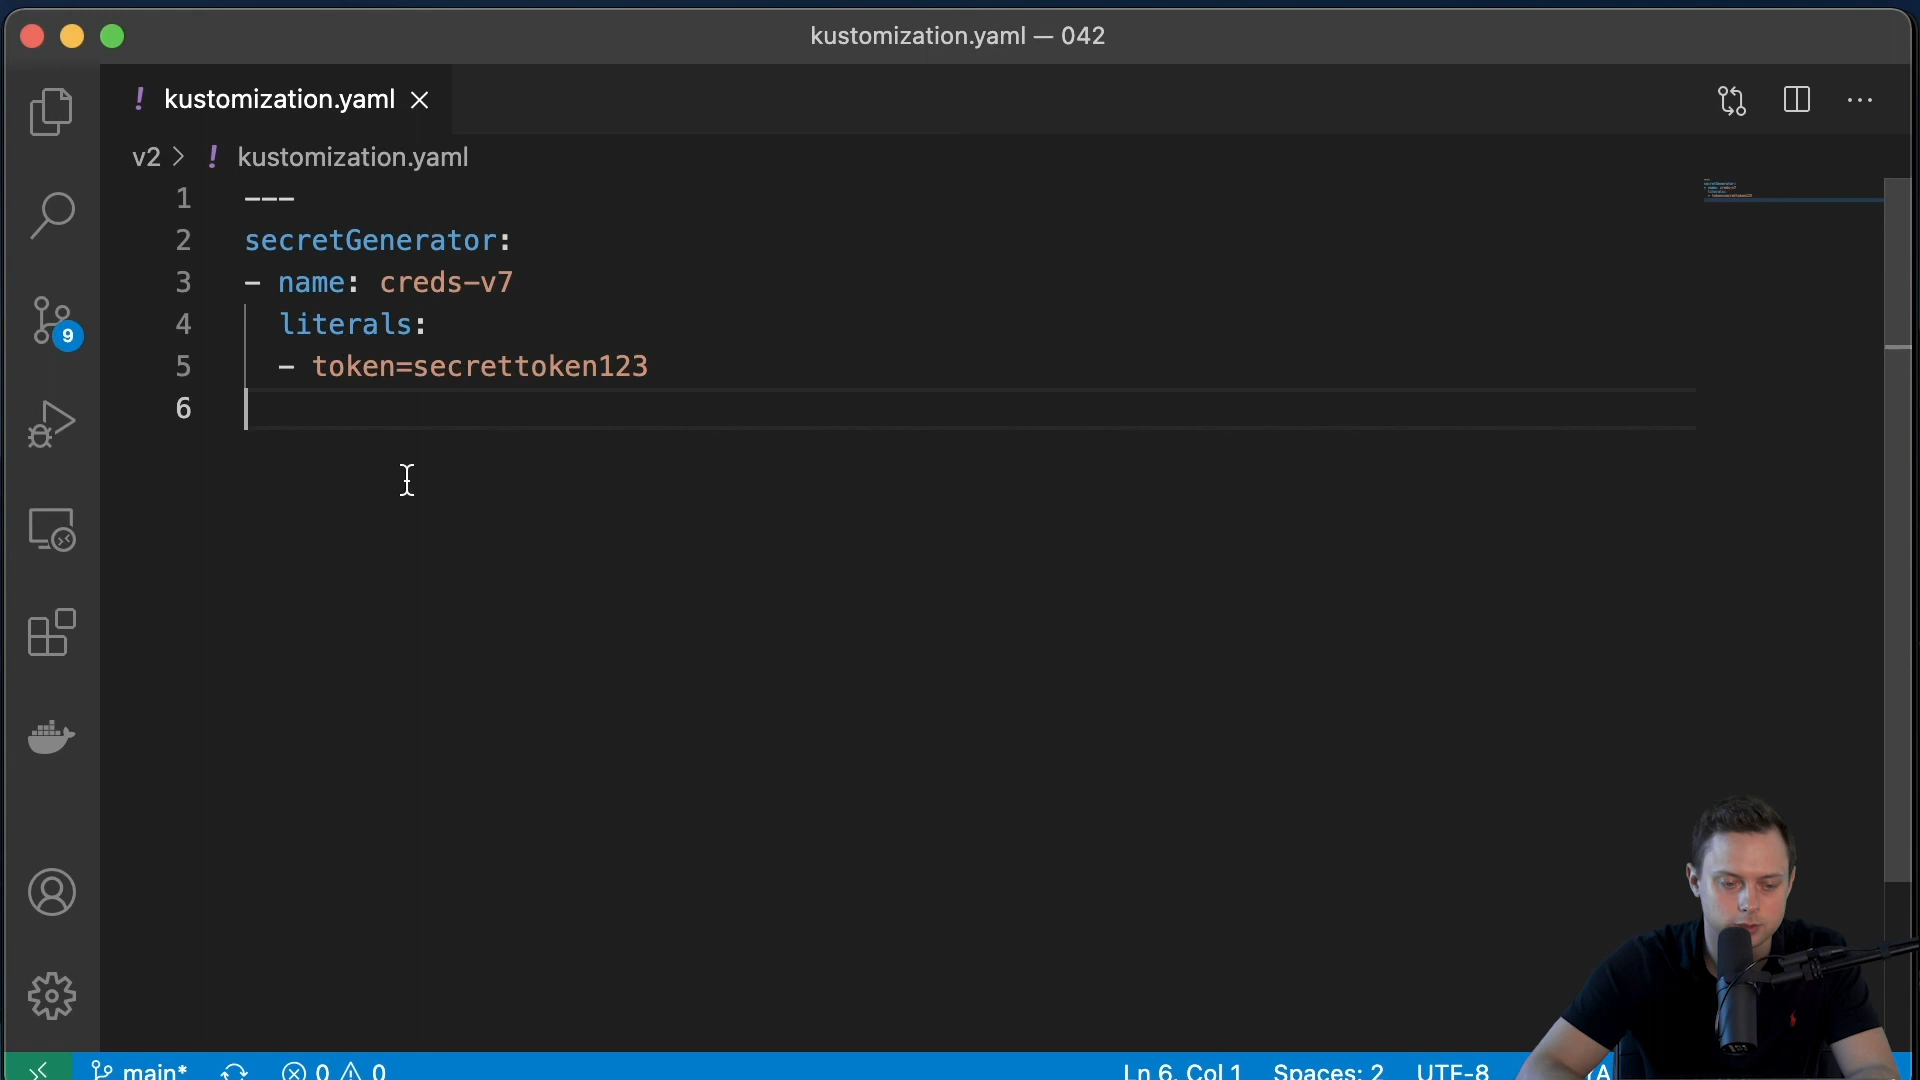 kustomization.yaml — 042
! kustomization.yaml
v2 > ! kustomization.yaml
1 ---
2 secretGenerator:
3 - name: creds-v7
4 literals:
5 - token=secrettoken123
6
9
main* 0 0 Ln 6, Col 1 Spaces: 2 UTF-8